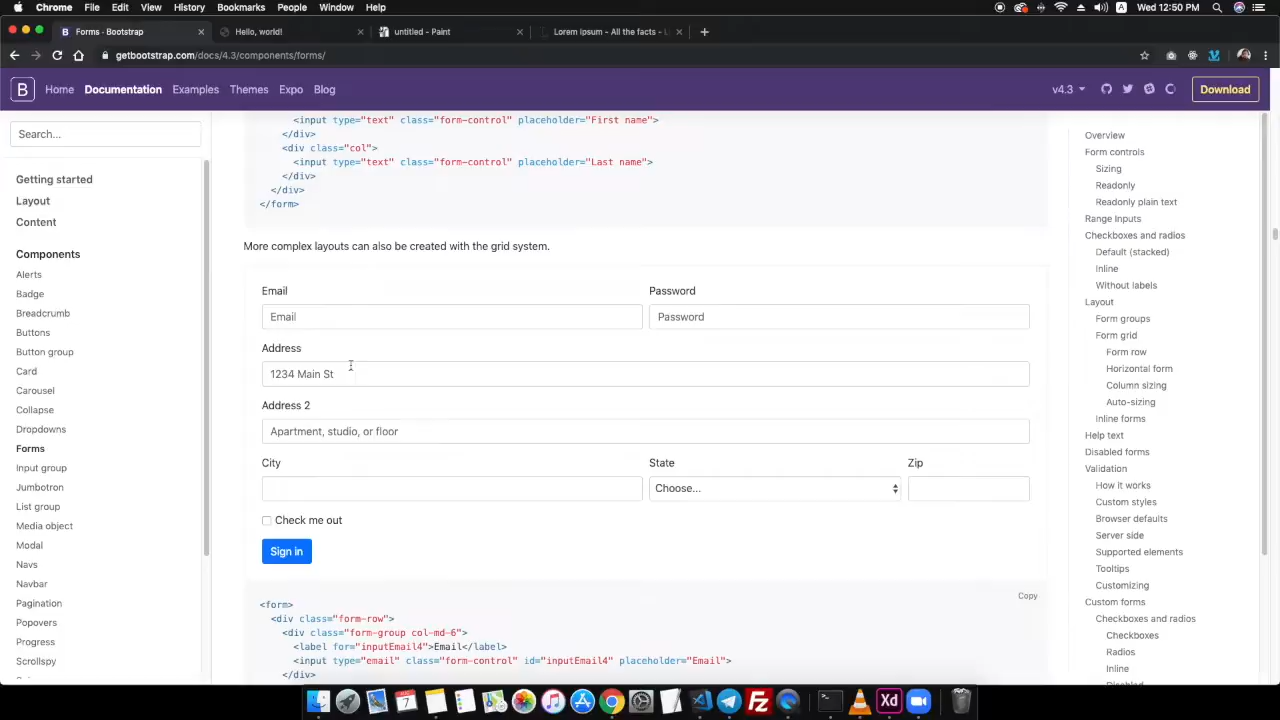 Chrome File Edit View History Bookmarks People Window Help Wed 12:50 PM
Forms · Bootstrap Hello, world! untitled - Paint Lorem ipsum - All the facts -
getbootstrap.com/docs/4.3/components/forms/
B Home Documentation Examples Themes Expo Blog v4.3 Download
Search...
Getting started
Layout
Content
Components
Alerts
Badge
Breadcrumb
Buttons
Button group
Card
Carousel
Collapse
Dropdowns
Forms
Input group
Jumbotron
List group
Media object
Modal
Navs
Navbar
Pagination
Popovers
Progress
Scrollspy
<input type="text" class="form-control" placeholder="First name">
</div>
<div class="col">
<input type="text" class="form-control" placeholder="Last name">
</div>
</div>
</form>
More complex layouts can also be created with the grid system.
Email Password
Email Password
Address
1234 Main St
Address 2
Apartment, studio, or floor
City State Zip
Choose...
Check me out
Sign in
Copy
<form>
<div class="form-row">
<div class="form-group col-md-6">
<label for="inputEmail4">Email</label>
<input type="email" class="form-control" id="inputEmail4" placeholder="Email">
</div>
Overview
Form controls
Sizing
Readonly
Readonly plain text
Range Inputs
Checkboxes and radios
Default (stacked)
Inline
Without labels
Layout
Form groups
Form grid
Form row
Horizontal form
Column sizing
Auto-sizing
Inline forms
Help text
Disabled forms
Validation
How it works
Custom styles
Browser defaults
Server side
Supported elements
Tooltips
Customizing
Custom forms
Checkboxes and radios
Checkboxes
Radios
Inline
Disabled
7
Fz
Xd